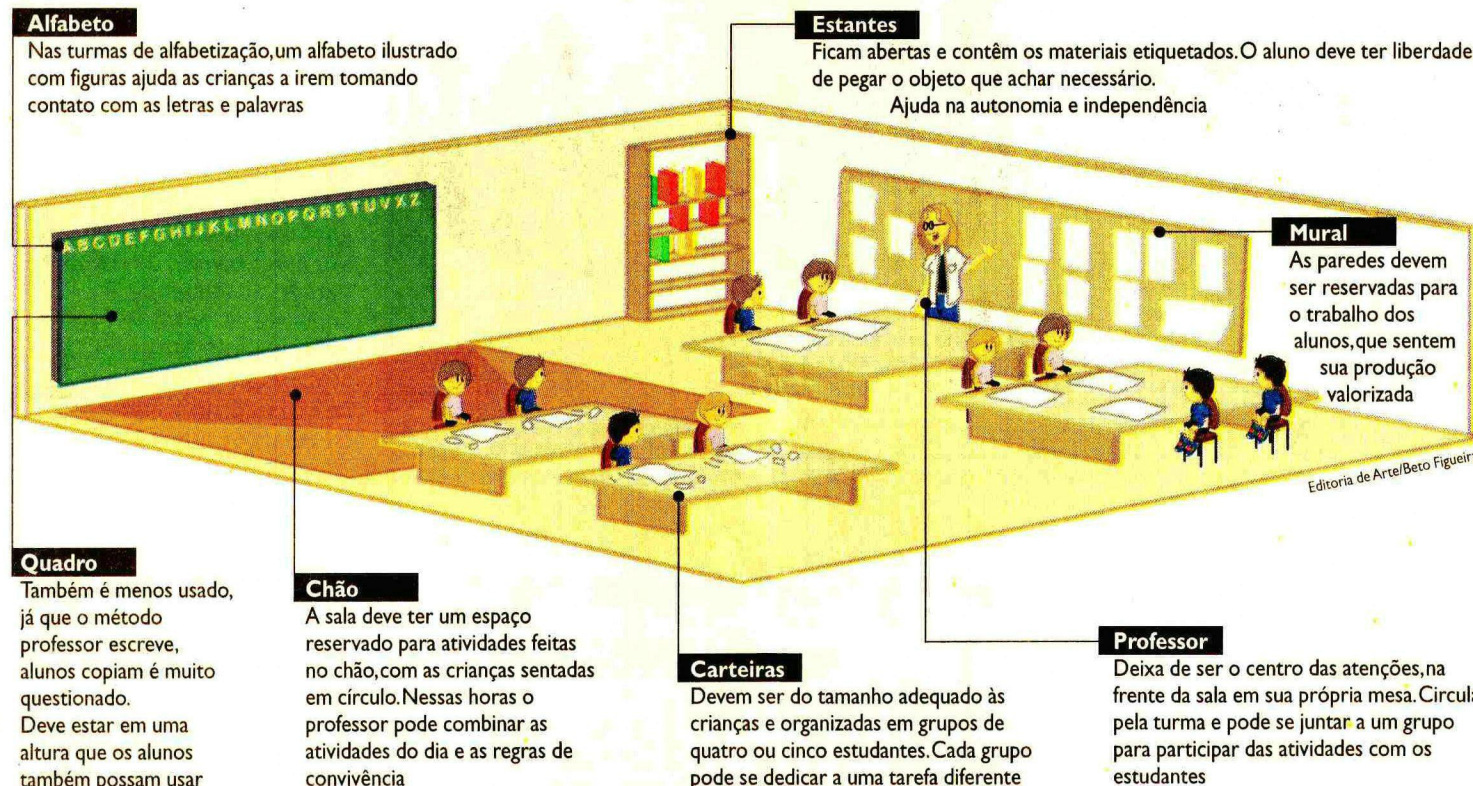 Alfabeto
Nas turmas de alfabetização,um alfabeto ilustrado
com figuras ajuda as crianças a irem tomando
contato com as letras e palavras
Estantes
Ficam abertas e contêm os materiais etiquetados.O aluno deve ter liberdade
de pegar o objeto que achar necessário.
Ajuda na autonomia e independência
ABCDEFGHIJKLMNOPQRSTUVXZ
Mural
As paredes devem
ser reservadas para
o trabalho dos
alunos,que sentem
sua produção
valorizada
Editoria de Arte/Beto Figueir
Quadro
Também é menos usado,
já que o método
professor escreve,
alunos copiam é muito
questionado.
Deve estar em uma
altura que os alunos
também possam usar
Chão
A sala deve ter um espaço
reservado para atividades feitas
no chão,com as crianças sentadas
em círculo.Nessas horas o
professor pode combinar as
atividades do dia e as regras de
convivência
Carteiras
Devem ser do tamanho adequado às
crianças e organizadas em grupos de
quatro ou cinco estudantes.Cada grupo
pode se dedicar a uma tarefa diferente
Professor
Deixa de ser o centro das atenções,na
frente da sala em sua própria mesa.Circula
pela turma e pode se juntar a um grupo
para participar das atividades com os
estudantes